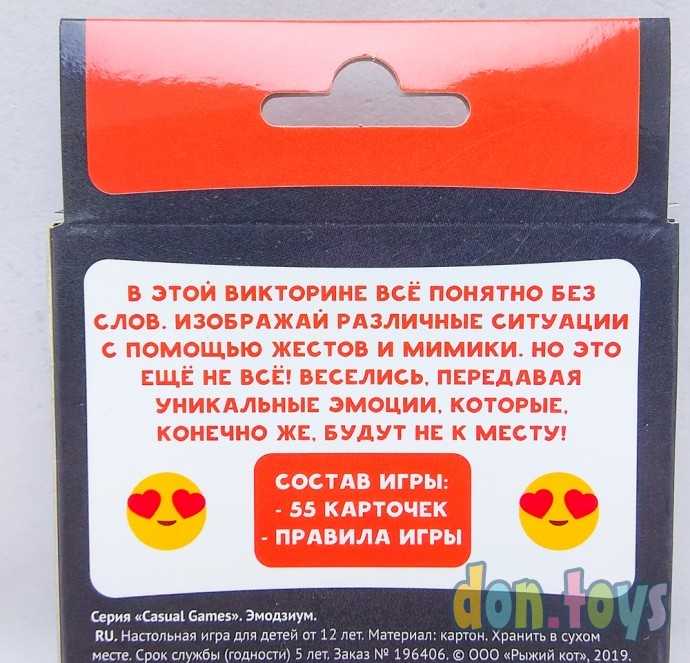 В ЭТОЙ ВИКТОРИНЕ ВСЁ ПОНЯТНО БЕЗ
СЛОВ. ИЗОБРАЖАЙ РАЗЛИЧНЫЕ СИТУАЦИИ
С ПОМОЩЬЮ ЖЕСТОВ И МИМИКИ. НО ЭТО
ЕЩЁ НЕ ВСЁ! ВЕСЕЛИСЬ, ПЕРЕДАВАЯ
УНИКАЛЬНЫЕ ЭМОЦИИ, КОТОРЫЕ,
КОНЕЧНО ЖЕ, БУДУТ НЕ К МЕСТУ!
СОСТАВ ИГРЫ:
- 55 КАРТОЧЕК
- ПРАВИЛА ИГРЫ
don.toys
Серия «Casual Games». Эмодзиум.
RU. Настольная игра для детей от 12 лет. Материал: картон. Хранить в сухом
месте. Срок службы (годности) 5 лет. Заказ № 196406. © ООО «Рыжий кот», 2019.